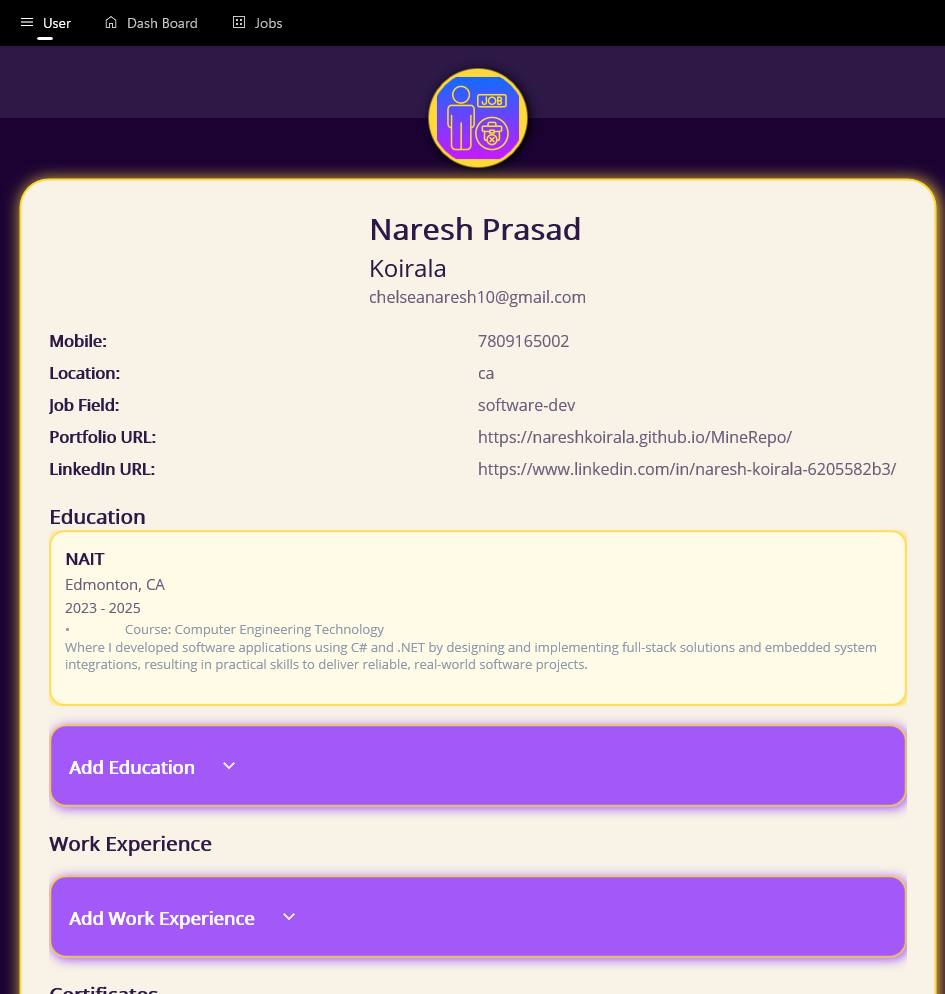 User Dash Board Jobs
JOB
Naresh Prasad
Koirala
chelseanaresh10@gmail.com
Mobile: 7809165002
Location: ca
Job Field: software-dev
Portfolio URL: https://nareshkoirala.github.io/MineRepo/
LinkedIn URL: https://www.linkedin.com/in/naresh-koirala-6205582b3/
Education
NAIT
Edmonton, CA
2023 - 2025
• Course: Computer Engineering Technology
Where I developed software applications using C# and .NET by designing and implementing full-stack solutions and embedded system
integrations, resulting in practical skills to deliver reliable, real-world software projects.
Add Education
Work Experience
Add Work Experience
Certificates